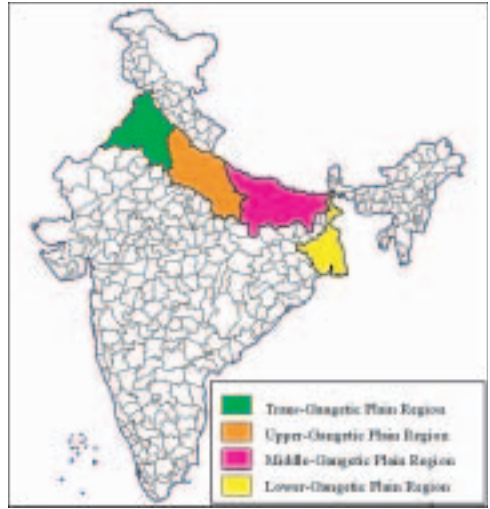 Trans-Gangetic Plain Region
Upper-Gangetic Plain Region
Middle-Gangetic Plain Region
Lower-Gangetic Plain Region